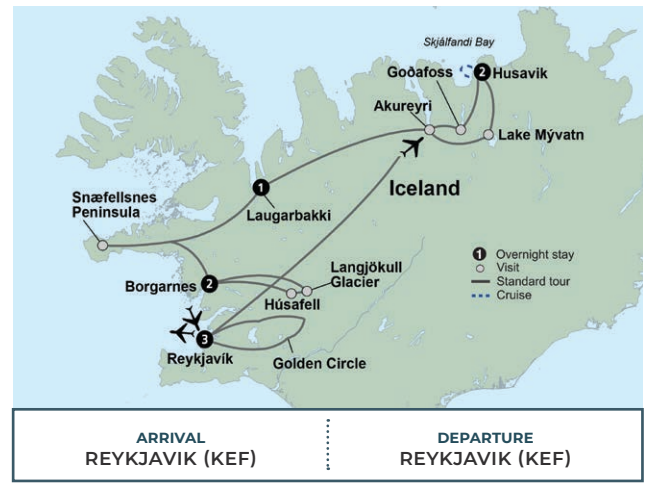 Skjálfandi Bay
Goðafoss
2
Husavik
Akureyri
Lake Mývatn
Iceland
1
Laugarbakki
Snæfellsnes
Peninsula
1 Overnight stay
Visit
Standard tour
Cruise
Langjökull
Glacier
Borgarnes
2
Húsafell
3
Reykjavík
Golden Circle
ARRIVAL
REYKJAVIK (KEF)
DEPARTURE
REYKJAVIK (KEF)